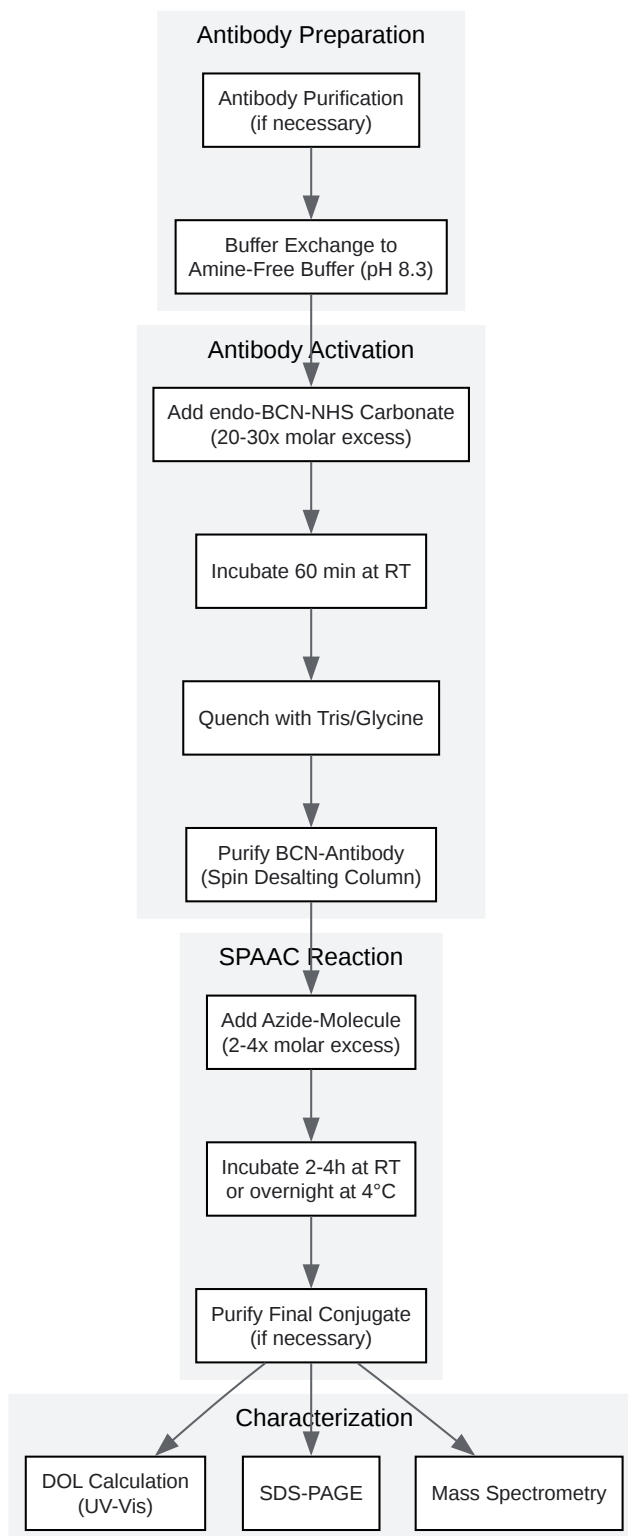 Antibody Preparation
Antibody Purification
(if necessary)
Buffer Exchange to
Amine-Free Buffer (pH 8.3)
Antibody Activation
Add endo-BCN-NHS Carbonate
(20-30x molar excess)
Incubate 60 min at RT
Quench with Tris/Glycine
Purify BCN-Antibody
(Spin Desalting Column)
SPAAC Reaction
Add Azide-Molecule
(2-4x molar excess)
Incubate 2-4h at RT
or overnight at 4°C
Purify Final Conjugate
(if necessary)
Characterization
DOL Calculation
(UV-Vis)
SDS-PAGE
Mass Spectrometry